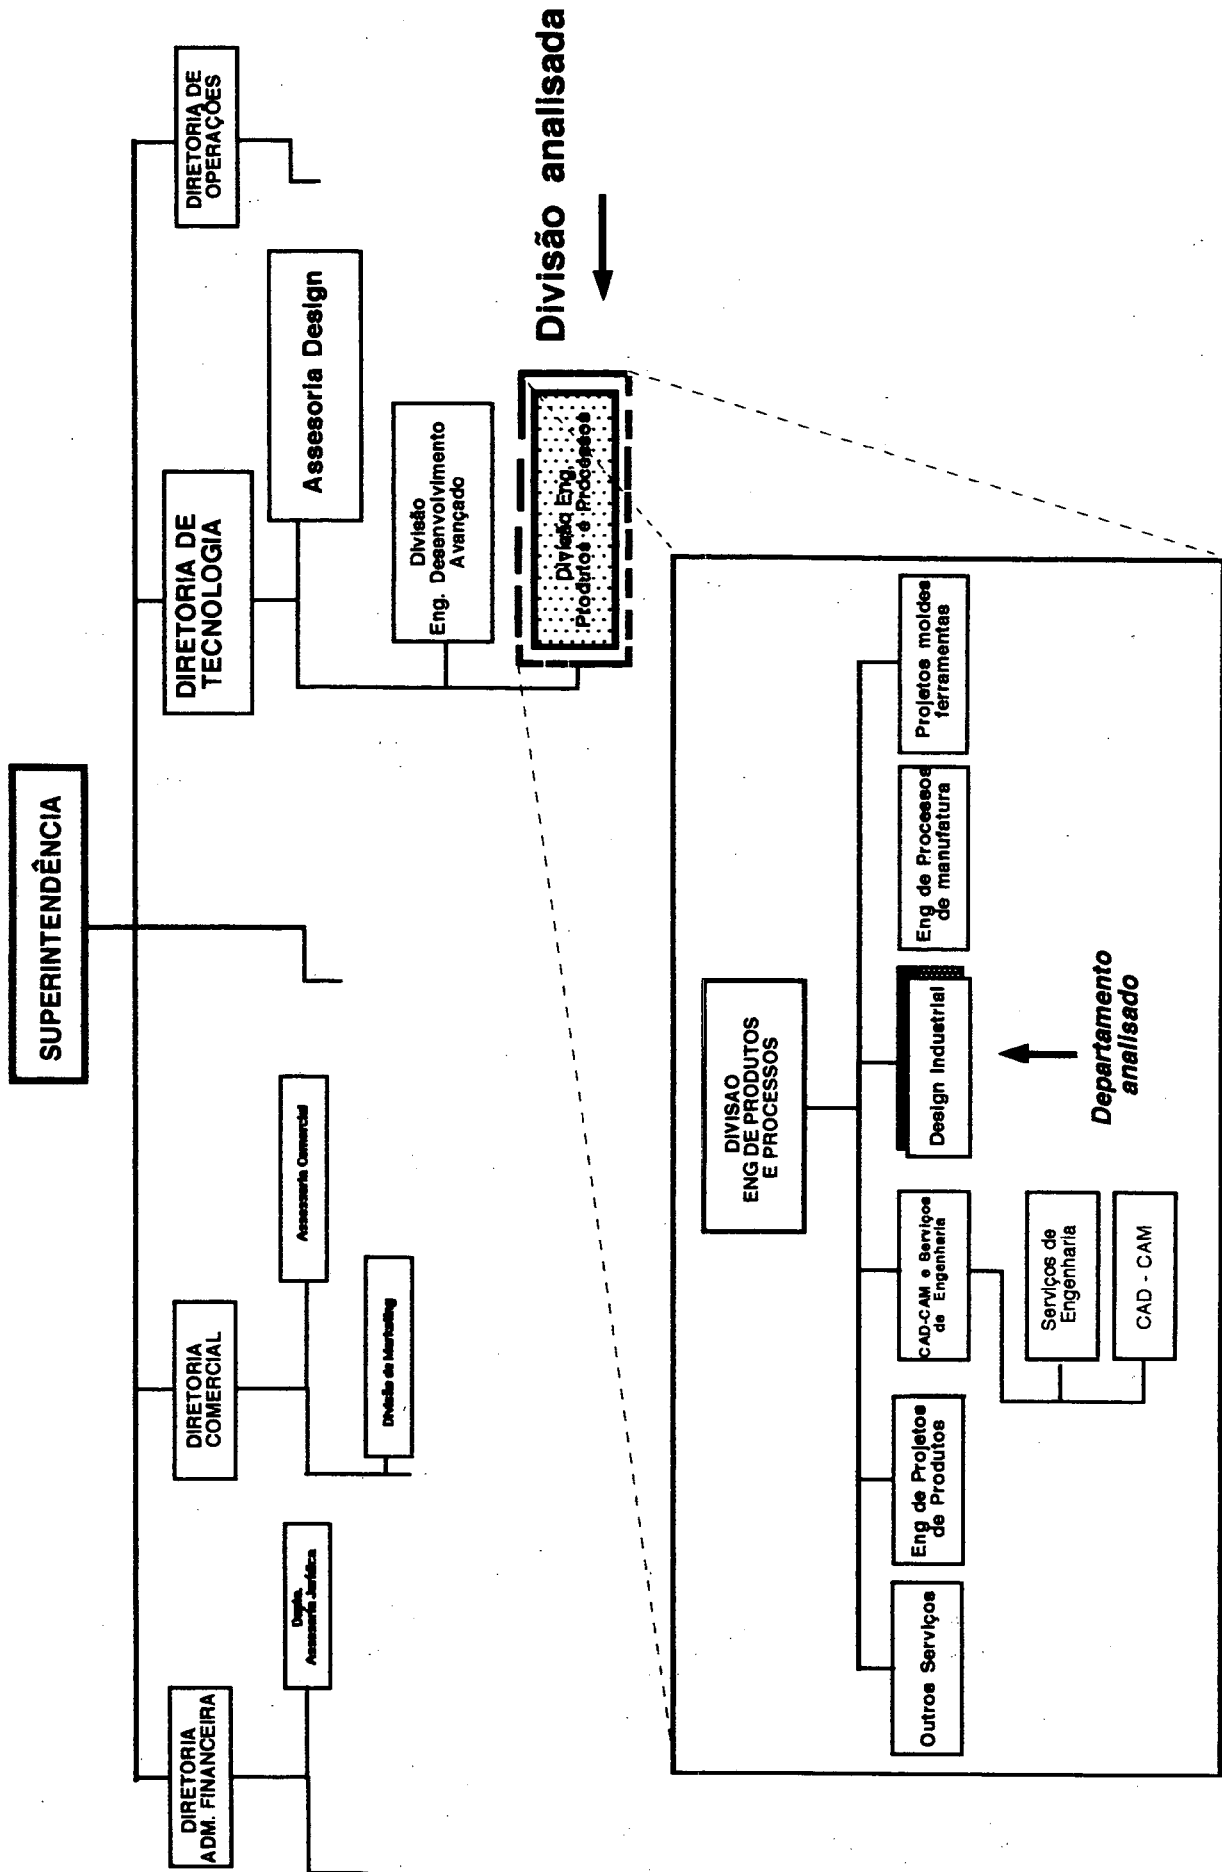 SUPERINTENDÊNCIA
DIRETORIA
ADM. FINANCEIRA
DIRETORIA
COMERCIAL
DIRETORIA DE
TECNOLOGIA
DIRETORIA DE
OPERAÇÕES
Depto.
Assessoria Jurídica
Assessoria Comercial
Divisão de Marketing
Assesoria Design
Divisão
Eng. Desenvolvimento
Avançado
Divisão Eng.
Produtos e Processos
Divisão analisada
DIVISAO
ENG DE PRODUTOS
E PROCESSOS
Outros Serviços
Eng de Projetos
de Produtos
CAD-CAM e Serviços
de Engenharia
Design Industrial
Eng de Processos
de manufatura
Projetos moldes
ferramentas
Serviços de
Engenharia
CAD - CAM
Departamento
analisado